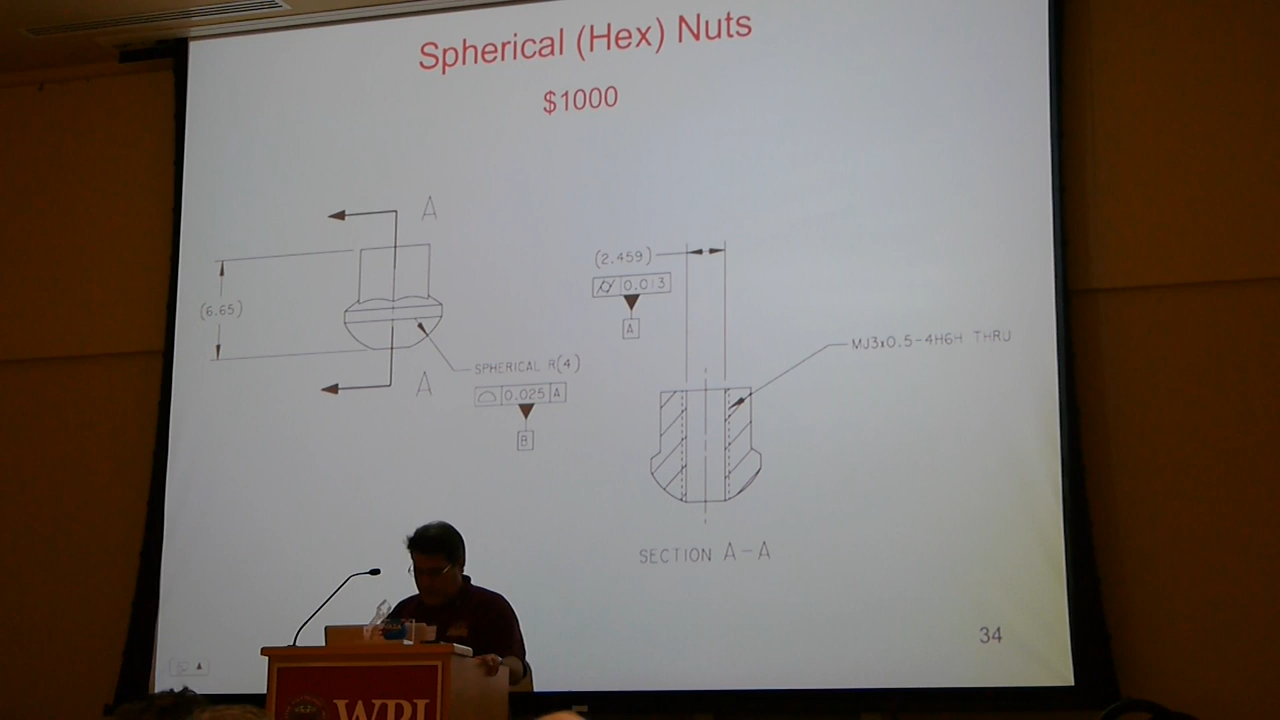 Spherical (Hex) Nuts
$1000
A
(6.65)
A
SPHERICAL R(4)
0.025 A
B
(2.459)
0.013
A
MJ3x0.5-4H6H THRU
SECTION A-A
34
WPI